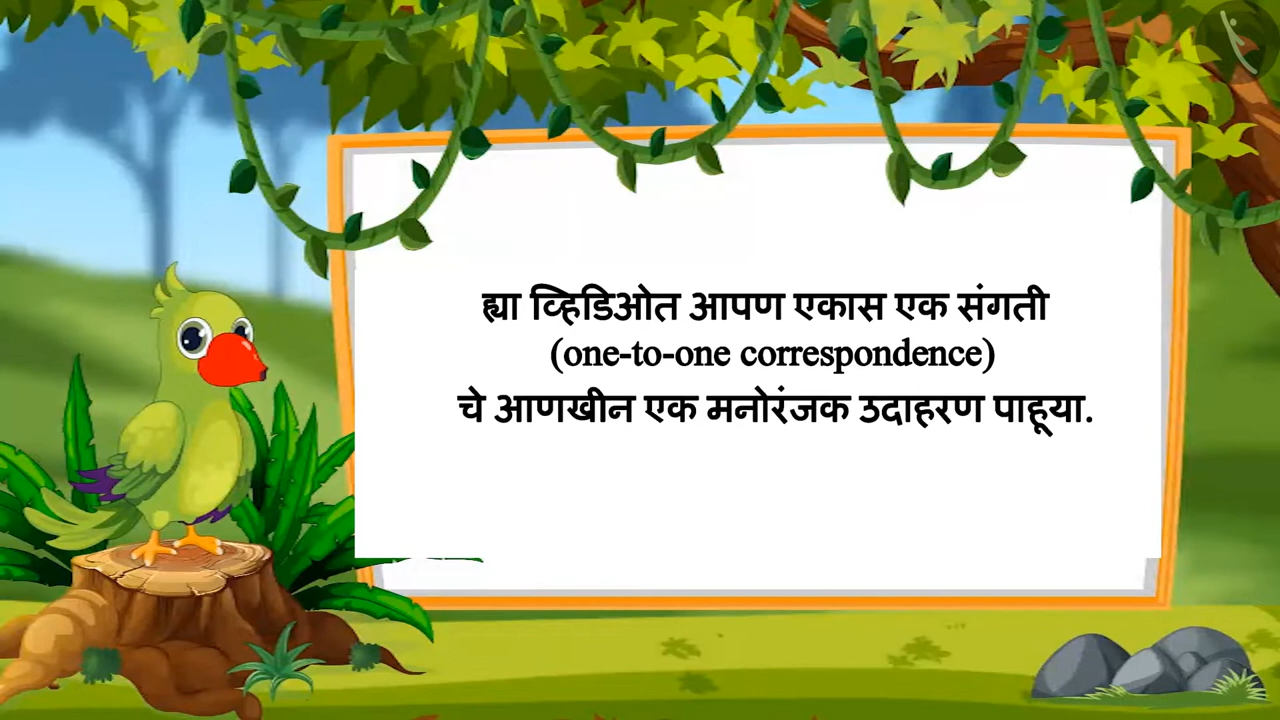 ह्या व्हिडिओत आपण एकास एक संगती
(one-to-one correspondence)
चे आणखीन एक मनोरंजक उदाहरण पाहूया.